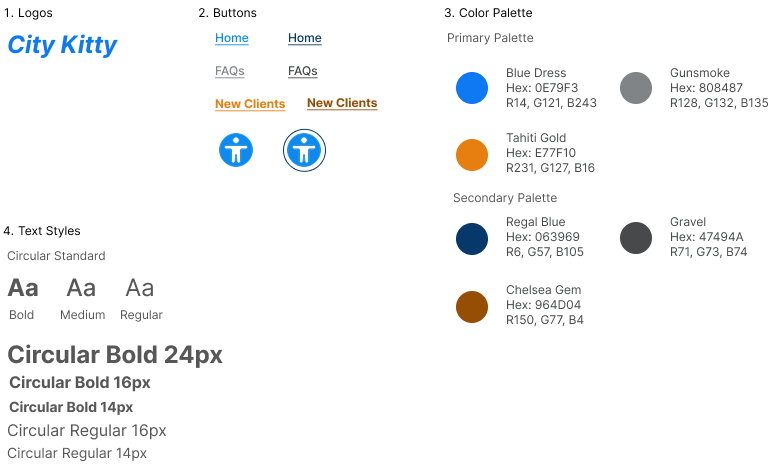 1. Logos
City Kitty
2. Buttons
Home Home
FAQs FAQs
New Clients New Clients
3. Color Palette
Primary Palette
Blue Dress
Hex: 0E79F3
R14, G121, B243
Gunsmoke
Hex: 808487
R128, G132, B135
Tahiti Gold
Hex: E77F10
R231, G127, B16
Secondary Palette
Regal Blue
Hex: 063969
R6, G57, B105
Gravel
Hex: 47494A
R71, G73, B74
Chelsea Gem
Hex: 964D04
R150, G77, B4
4. Text Styles
Circular Standard
Aa Aa Aa
Bold Medium Regular
Circular Bold 24px
Circular Bold 16px
Circular Bold 14px
Circular Regular 16px
Circular Regular 14px